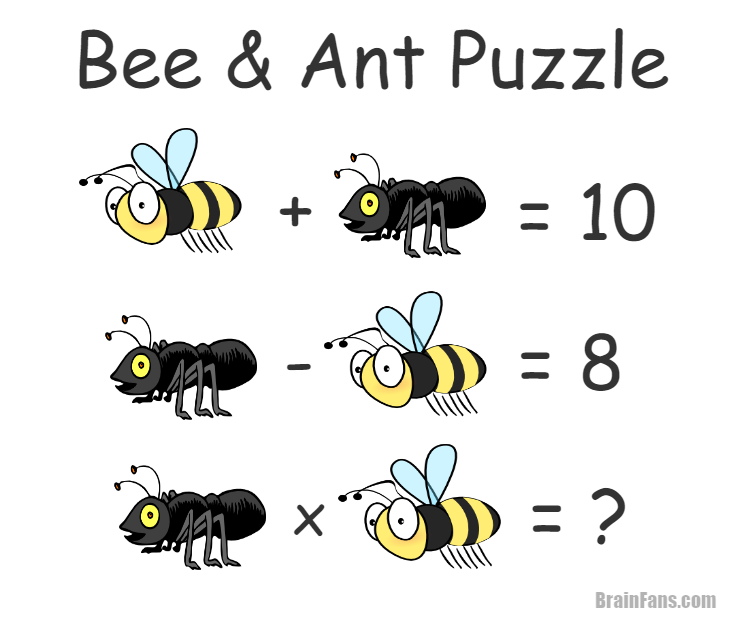 Bee & Ant Puzzle
+ = 10
- = 8
x = ?
BrainFans.com